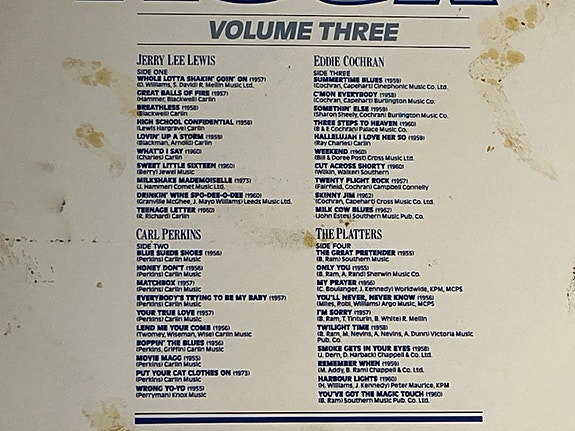 VOLUME THREE
JERRY LEE LEWIS
SIDE ONE
WHOLE LOTTA SHAKIN' GOIN' ON (1957)
(D. Williams, S. David) R. Mellin Music Ltd.
GREAT BALLS OF FIRE (1957)
(Hammer, Blackwell) Carlin
BREATHLESS (1958)
(Blackwell) Carlin
HIGH SCHOOL CONFIDENTIAL (1958)
(Lewis Hargrave) Carlin
LOVIN' UP A STORM (1959)
(Blackman, Arnold) Carlin
WHAT'D I SAY (1960)
(Charles) Carlin
SWEET LITTLE SIXTEEN (1960)
(Berry) Jewel Music
MILKSHAKE MADEMOISELLE (1973)
(J. Hammer) Comet Music Ltd.
DRINKIN' WINE SPO-DEE-O-DEE (1960)
(Granville McGhee, J. Mayo Williams) Leeds Music Ltd.
TEENAGE LETTER (1960)
(R. Richard) Carlin
CARL PERKINS
SIDE TWO
BLUE SUEDE SHOES (1956)
(Perkins) Carlin Music
HONEY DON'T (1956)
(Perkins) Carlin Music
MATCHBOX (1957)
(Perkins) Carlin Music
EVERYBODY'S TRYING TO BE MY BABY (1957)
(Perkins) Carlin Music
YOUR TRUE LOVE (1957)
(Perkins) Carlin Music
LEND ME YOUR COMB (1956)
(Twomey, Wiseman, Wise) Carlin Music
BOPPIN' THE BLUES (1956)
(Perkins, Griffin) Carlin Music
MOVIE MAGG (1955)
(Perkins) Carlin Music
PUT YOUR CAT CLOTHES ON (1973)
(Perkins) Carlin Music
WRONG YO-YO (1955)
(Perryman) Knox Music
EDDIE COCHRAN
SIDE THREE
SUMMERTIME BLUES (1959)
(Cochran, Capehart) Cinephonic Music Co.
C'MON EVERYBODY (1958)
(Cochran, Capehart) Burlington Music Co.
SOMETHIN' ELSE (1959)
(Sharon Sheely, Cochran) Burlington Music Co.
THREE STEPS TO HEAVEN (1960)
(B & E Cochran) Palace Music Co.
HALLELUJAH I LOVE HER SO (1959)
(Ray Charles) Carlin
WEEKEND (1960)
(Bill & Doree Post) Cross Music Ltd.
CUT ACROSS SHORTY (1960)
(Wilkin, Walker) Southern
TWENTY FLIGHT ROCK (1957)
(Fairfield, Cochran) Campbell Connelly
SKINNY JIM (1962)
(Cochran, Capehart) Cross Music Co. Ltd.
MILK COW BLUES (1962)
(John Estes) Southern Music Pub. Co.
THE PLATTERS
SIDE FOUR
THE GREAT PRETENDER (1955)
(B. Ram) Southern Music
ONLY YOU (1955)
(B. Ram, A. Rand) Sherwin Music Co.
MY PRAYER (1956)
(C. Boulanger, J. Kennedy) Worldwide, KPM, MCPS
YOU'LL NEVER, NEVER KNOW (1956)
(Miles, Robi, Williams) Argo Music, MCPS
I'M SORRY (1957)
(B. Ram, T. Tinturin, B. White) R. Mellin
TWILIGHT TIME (1958)
(B. Ram, M. Nevins, A. Nevins, A. Dunn) Victoria Music
Pub. Co.
SMOKE GETS IN YOUR EYES (1958)
(J. Dern, D. Harback) Chappell & Co. Ltd.
REMEMBER WHEN (1959)
(M. Addy, B. Ram) Chappell & Co. Ltd.
HARBOUR LIGHTS (1960)
(H. Williams, J. Kennedy) Peter Maurice, KPM
YOU'VE GOT THE MAGIC TOUCH (1960)
(B. Ram) Southern Music Pub. Co. Ltd.